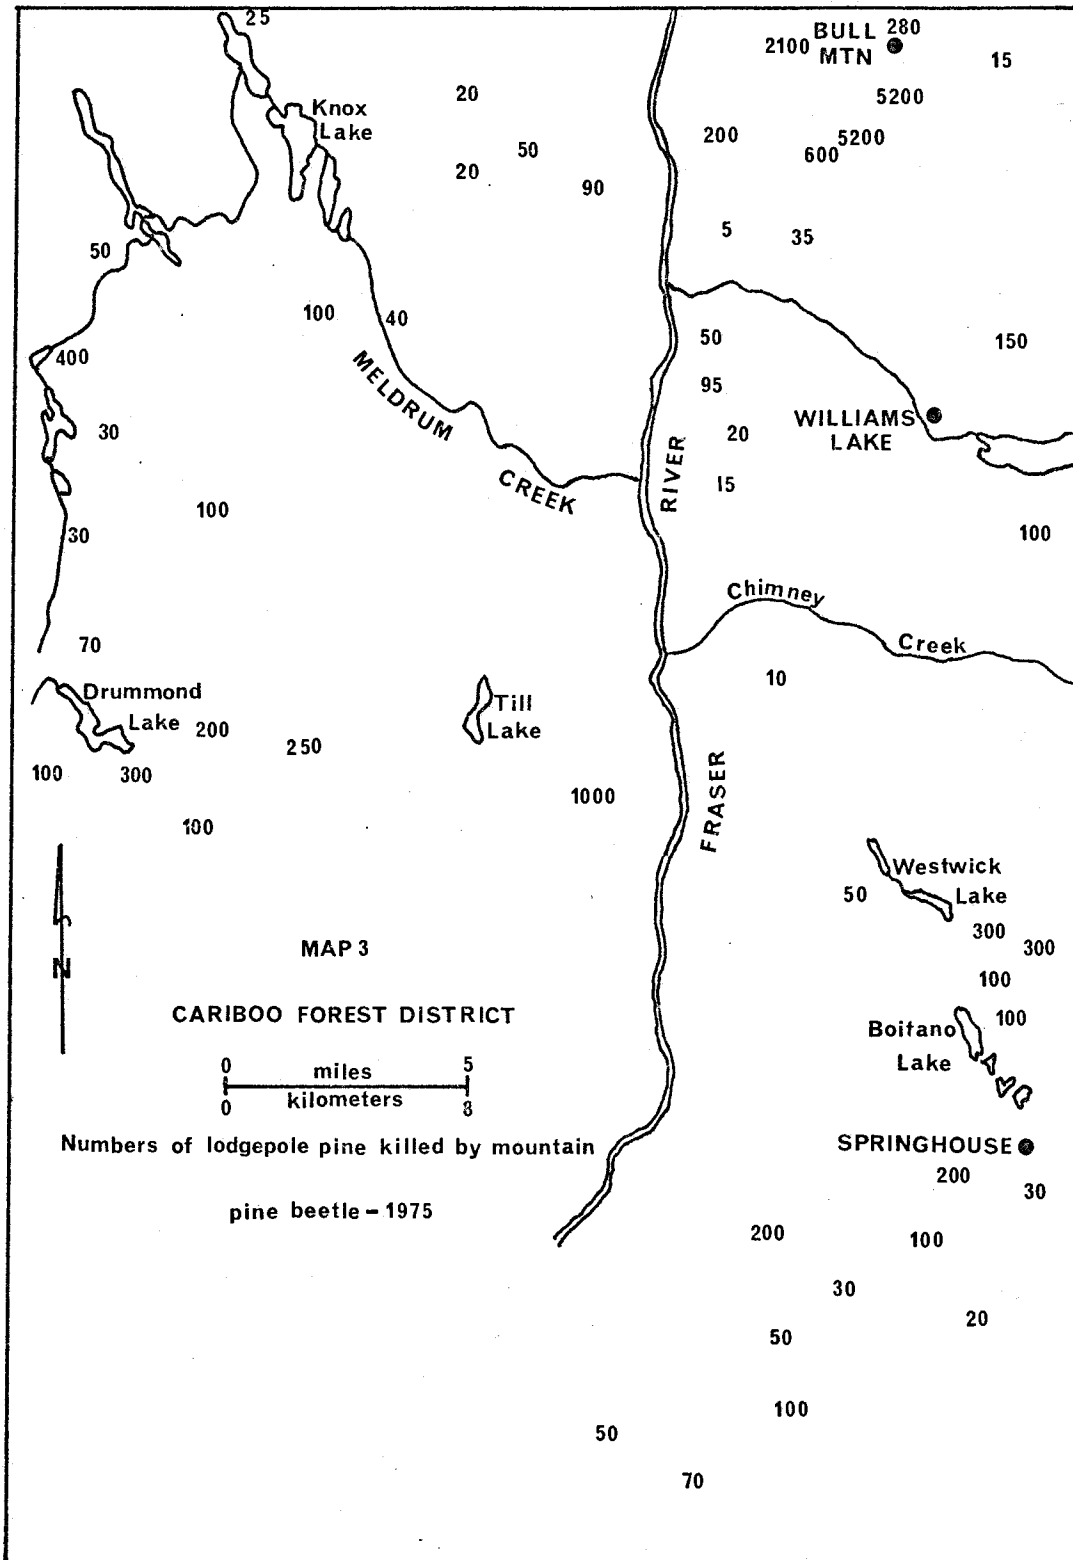 25
BULL 280
2100 MTN
15
20
5200
Knox
Lake
200
5200
50
600
20
90
5
35
50
100
40
50
150
400
MELDRUM
95
WILLIAMS
LAKE
30
20
CREEK
RIVER
15
100
30
100
Chimney
Creek
70
10
Drummond
Lake
200
Till
Lake
250
100
300
1000
FRASER
100
Westwick
Lake
50
300
300
N
MAP 3
100
CARIBOO FOREST DISTRICT
100
Boitano
Lake
0 miles 5
0 kilometers 8
Numbers of lodgepole pine killed by mountain
pine beetle – 1975
SPRINGHOUSE
200
30
200
100
30
20
50
100
50
70